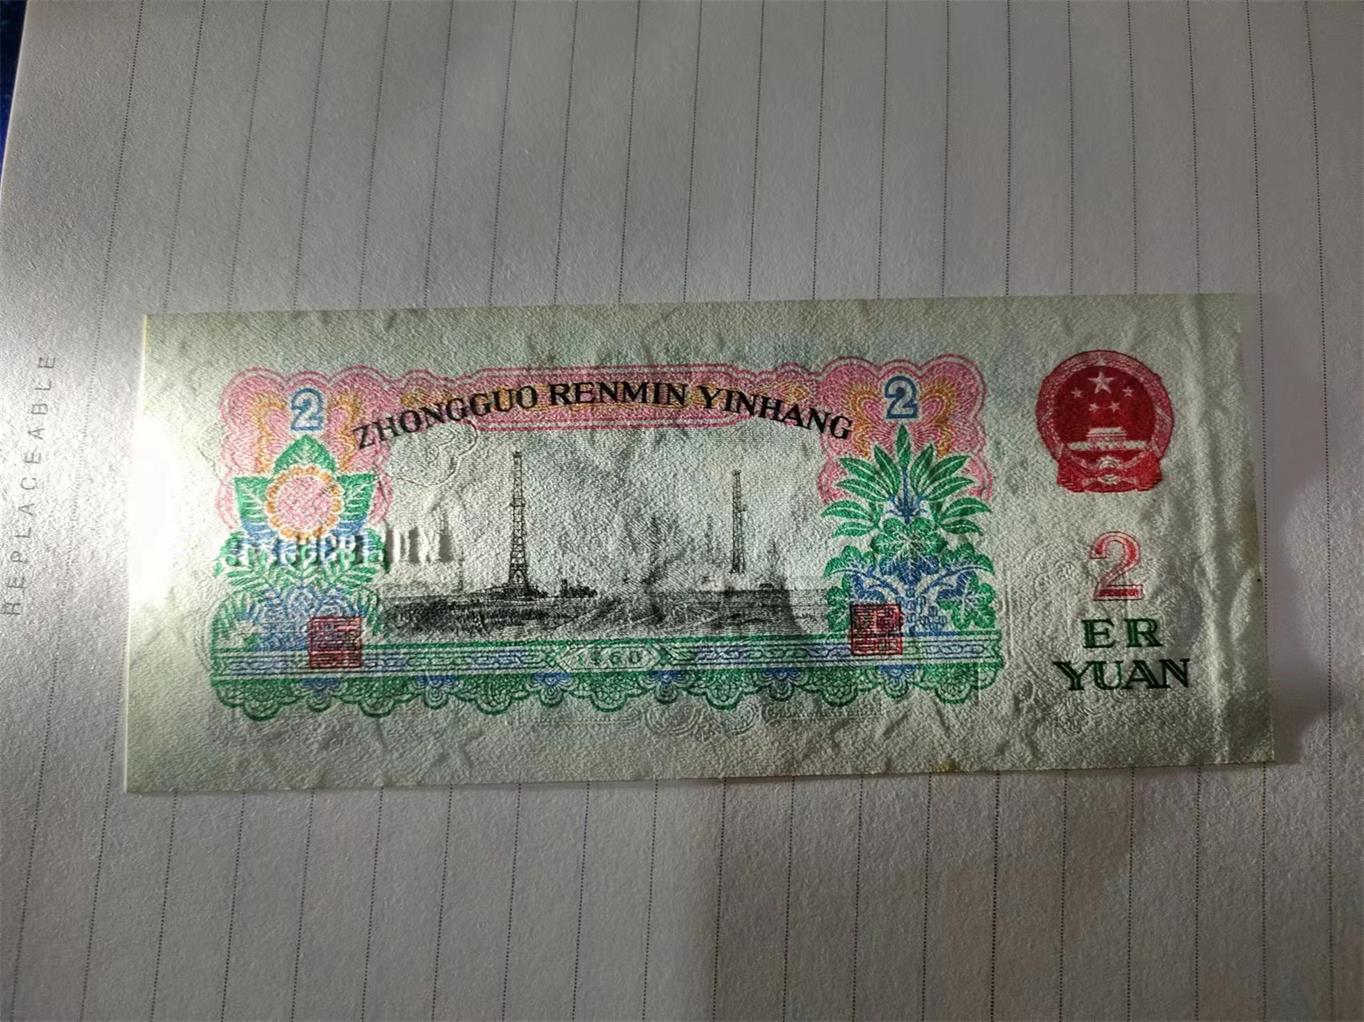 REPLACEABLE
2
2
ZHONGGUO RENMIN YINHANG
2
ER
YUAN
1960